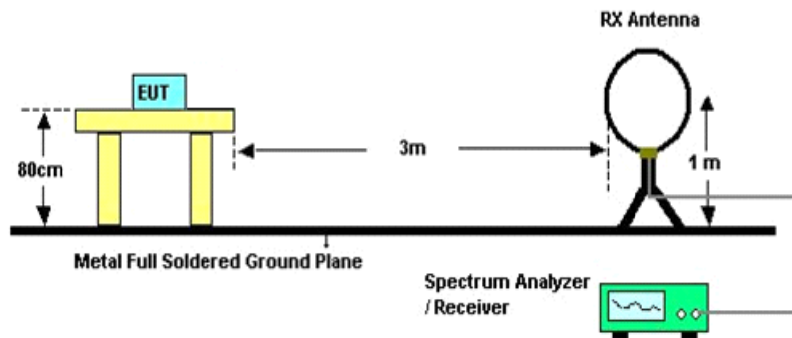 RX Antenna
EUT
80cm
3m
1 m
Metal Full Soldered Ground Plane
Spectrum Analyzer
/ Receiver